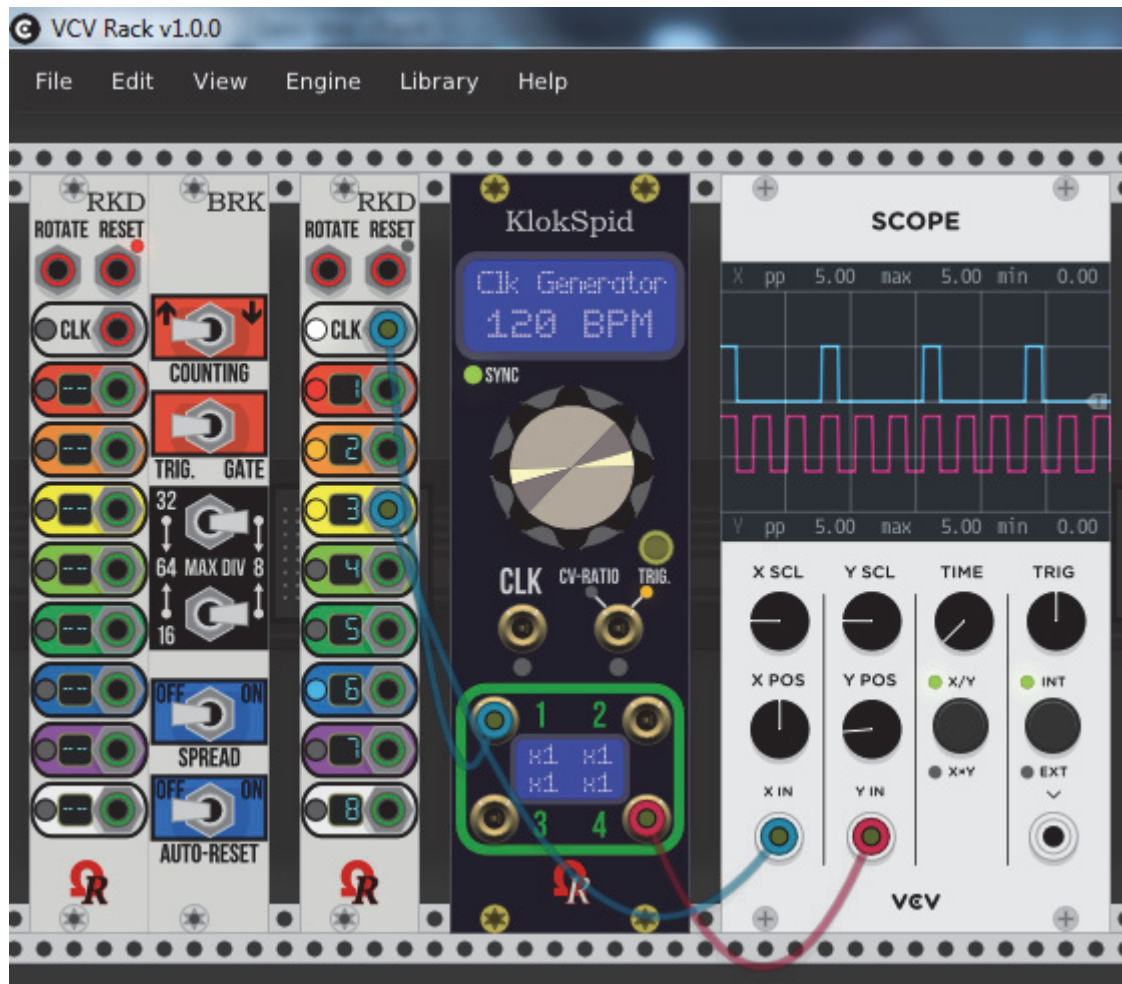 VCV Rack v1.0.0
File Edit View Engine Library Help
RKD BRK RKD
ROTATE RESET ROTATE RESET
KlokSpid
SCOPE
Clk Generator
120 BPM
X pp 5.00 max 5.00 min 0.00
CLK
COUNTING
CLK
SYNC
1
TRIG. GATE
2
T
32
3
Y pp 5.00 max 5.00 min 0.00
64 MAX DIV 8
4
16
5
CLK CV-RATIO TRIG.
X SCL Y SCL TIME TRIG
OFF ON
SPREAD
6
X POS Y POS X/Y INT
1 2
7
x1 x1
x1 x1
X*Y EXT
OFF ON
AUTO-RESET
8
3 4
X IN Y IN
ΩR ΩR
VCV